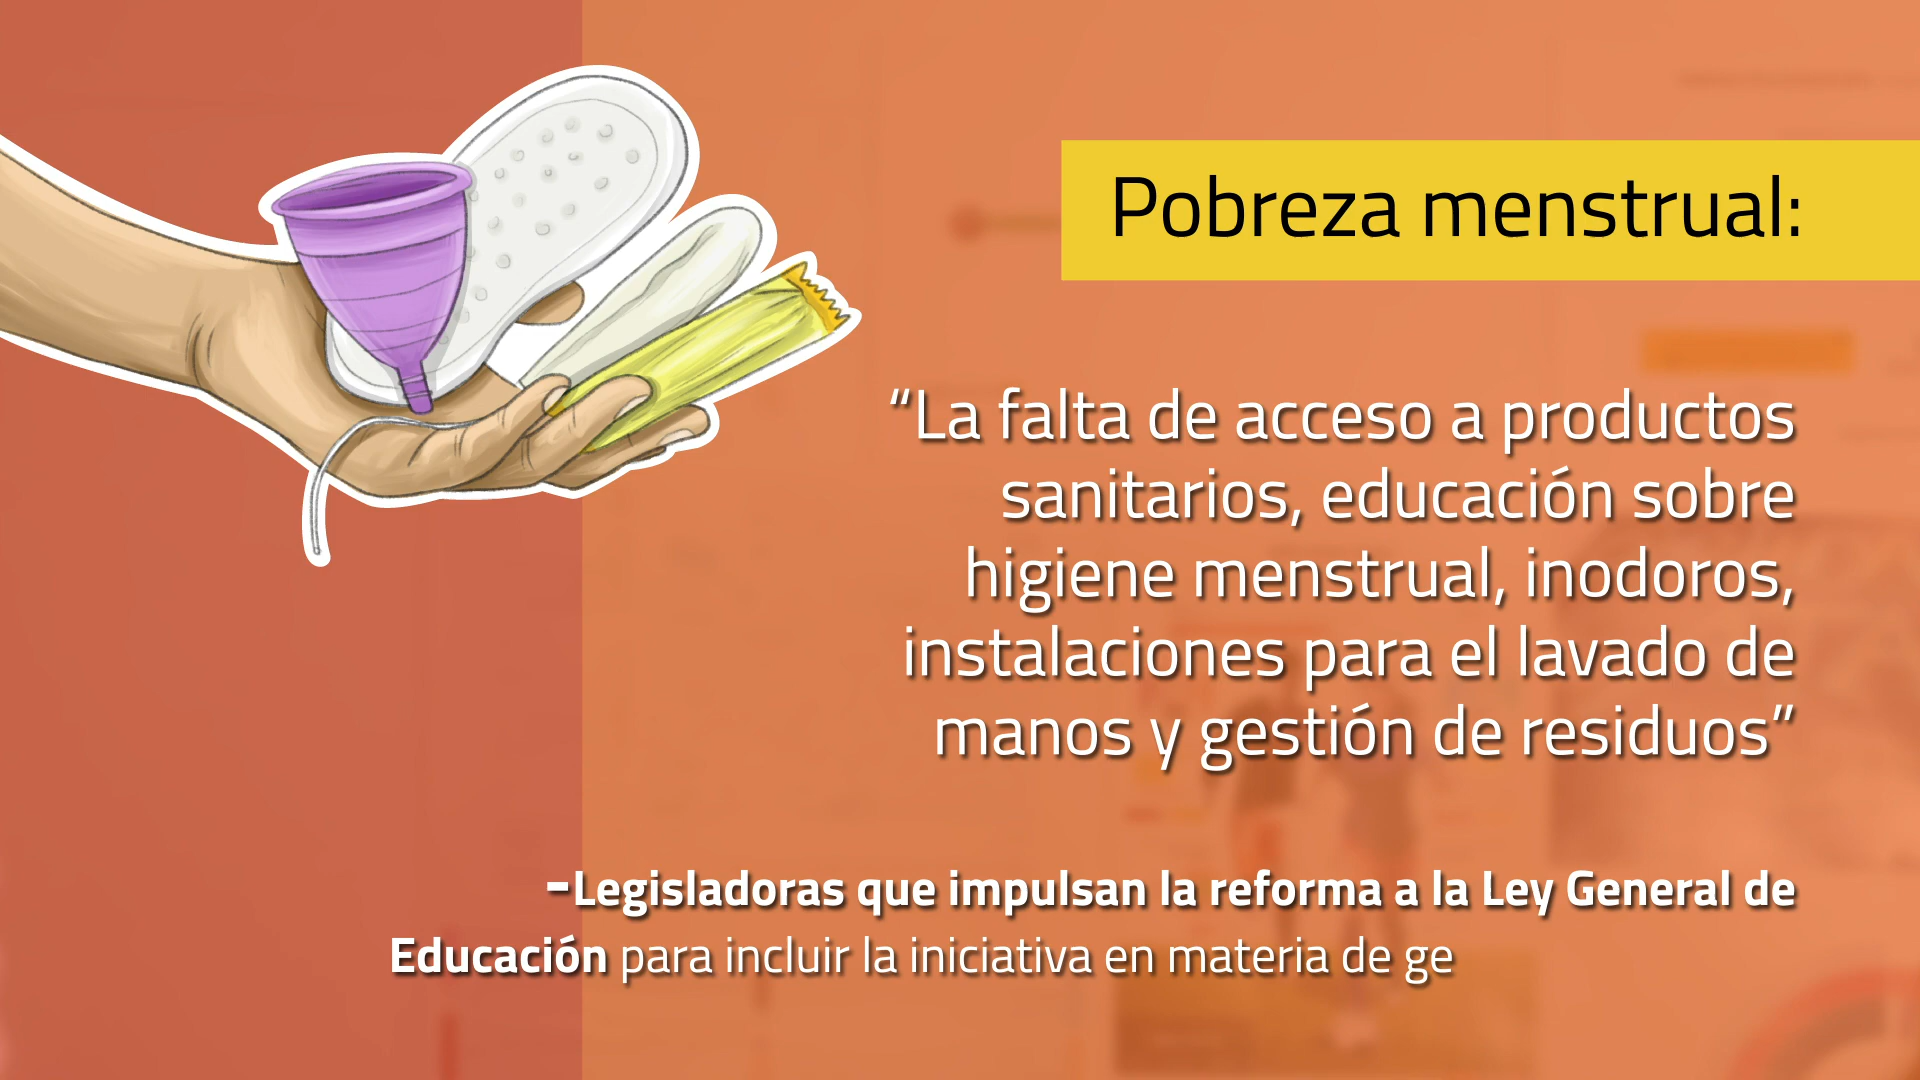 Pobreza menstrual:
“La falta de acceso a productos
sanitarios, educación sobre
higiene menstrual, inodoros,
instalaciones para el lavado de
manos y gestión de residuos”
-Legisladoras que impulsan la reforma a la Ley General de
Educación para incluir la iniciativa en materia de ge